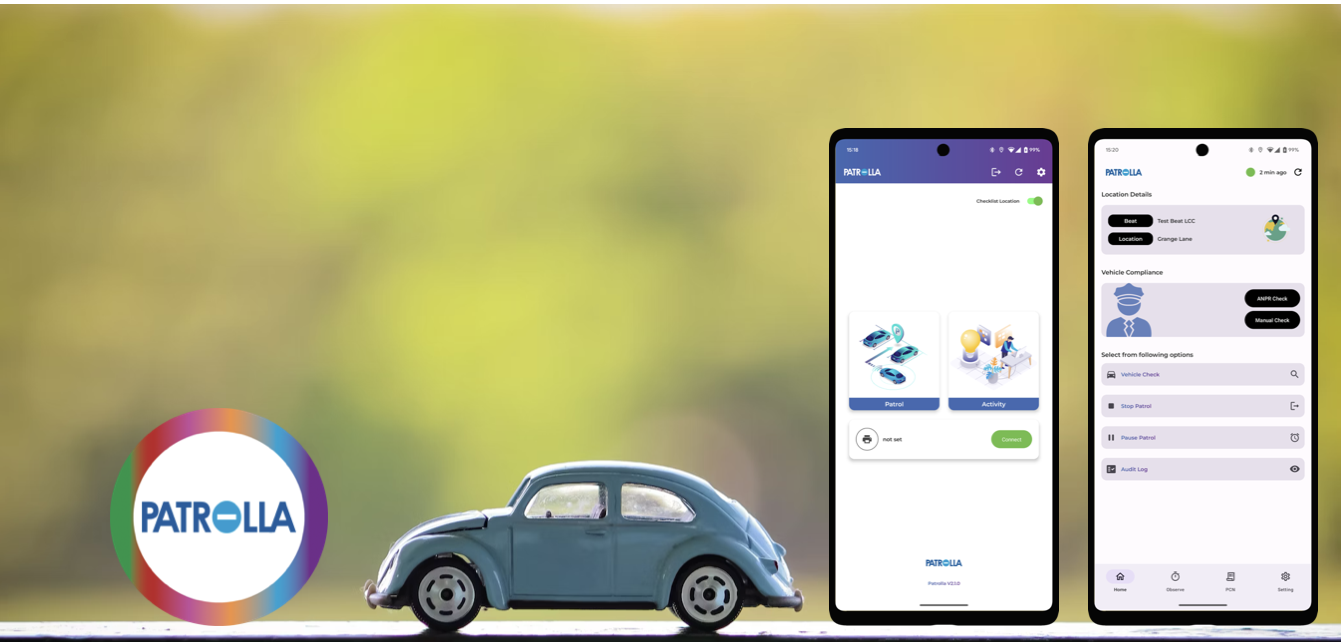 PATROLLA
15:18
99%
PATROLLA
Checklist Location
Patrol
Activity
not set
Connect
PATROLLA
Patrolla V2.1.0
15:20
99%
PATROLLA
2 min ago
Location Details
Beat
Test Beat LCC
Location
Grange Lane
Vehicle Compliance
ANPR Check
Manual Check
Select from following options
Vehicle Check
Stop Patrol
Pause Patrol
Audit Log
Home
Observe
PCN
Setting